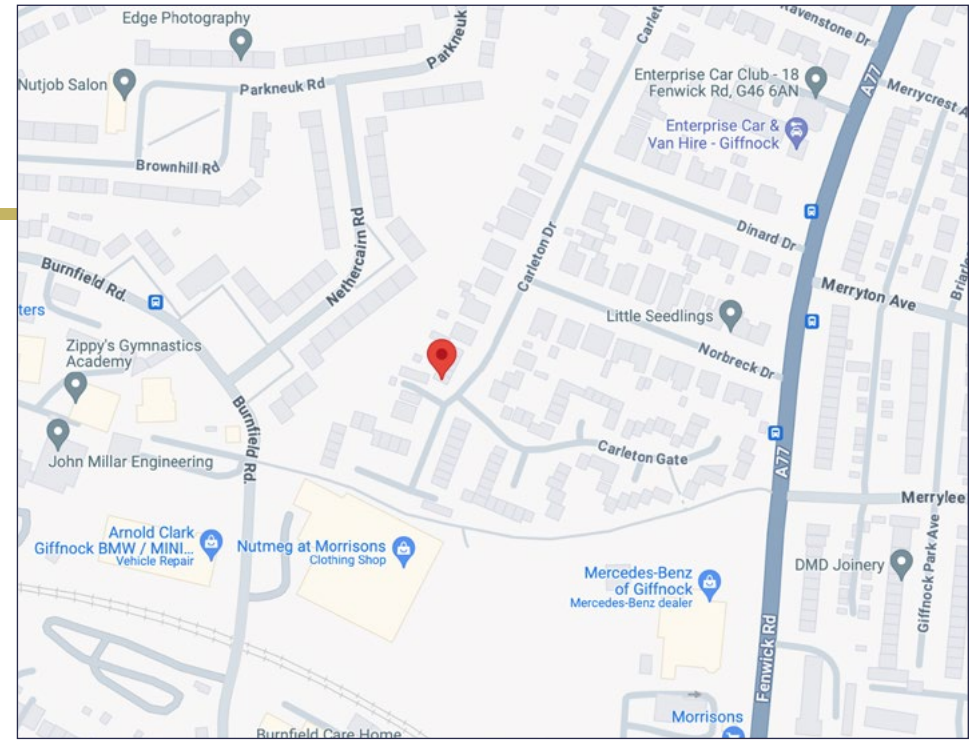 Edge Photography
Nutjob Salon
Parkneuk Rd
Parkneuk
Brownhill Rd
Burnfield Rd.
Nethercairn Rd
ters
Zippy's Gymnastics
Academy
John Millar Engineering
Burnfield Rd.
Arnold Clark
Giffnock BMW / MINI...
Vehicle Repair
Nutmeg at Morrisons
Clothing Shop
Burnfield Care Home
Carleton Dr
Carlet
Ravenstone Dr
Enterprise Car Club - 18
Fenwick Rd, G46 6AN
Enterprise Car &
Van Hire - Giffnock
A77
Merrycrest A
Dinard Dr
Merryton Ave
Briarle
Little Seedlings
Norbreck Dr
Carleton Gate
A77
Merrylee
Mercedes-Benz
of Giffnock
Mercedes-Benz dealer
DMD Joinery
Giffnock Park Ave
Fenwick Rd
Morrisons